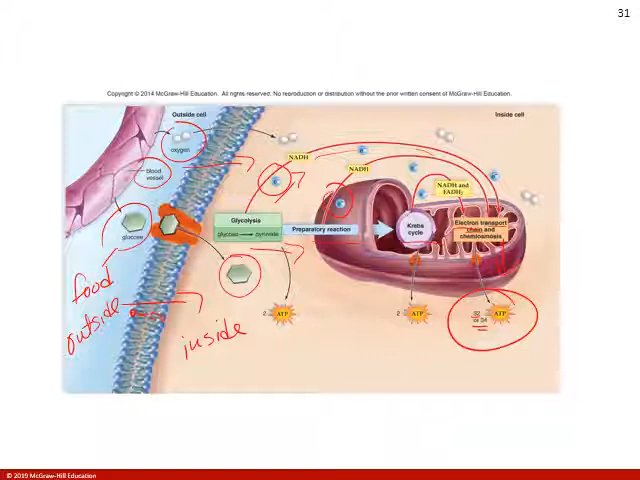 31
Copyright © 2014 McGraw-Hill Education. All rights reserved. No reproduction or distribution without the prior written consent of McGraw-Hill Education.
Outside cell
Inside cell
oxygen
blood
vessel
NADH
NADH
NADH and
FADH2
glucose
Glycolysis
glucose → pyruvate
Preparatory reaction
Krebs
cycle
Electron transport
chain and
chemiosmosis
food
outside
inside
2 ATP
2 ATP
32
or 34
ATP
© 2019 McGraw-Hill Education